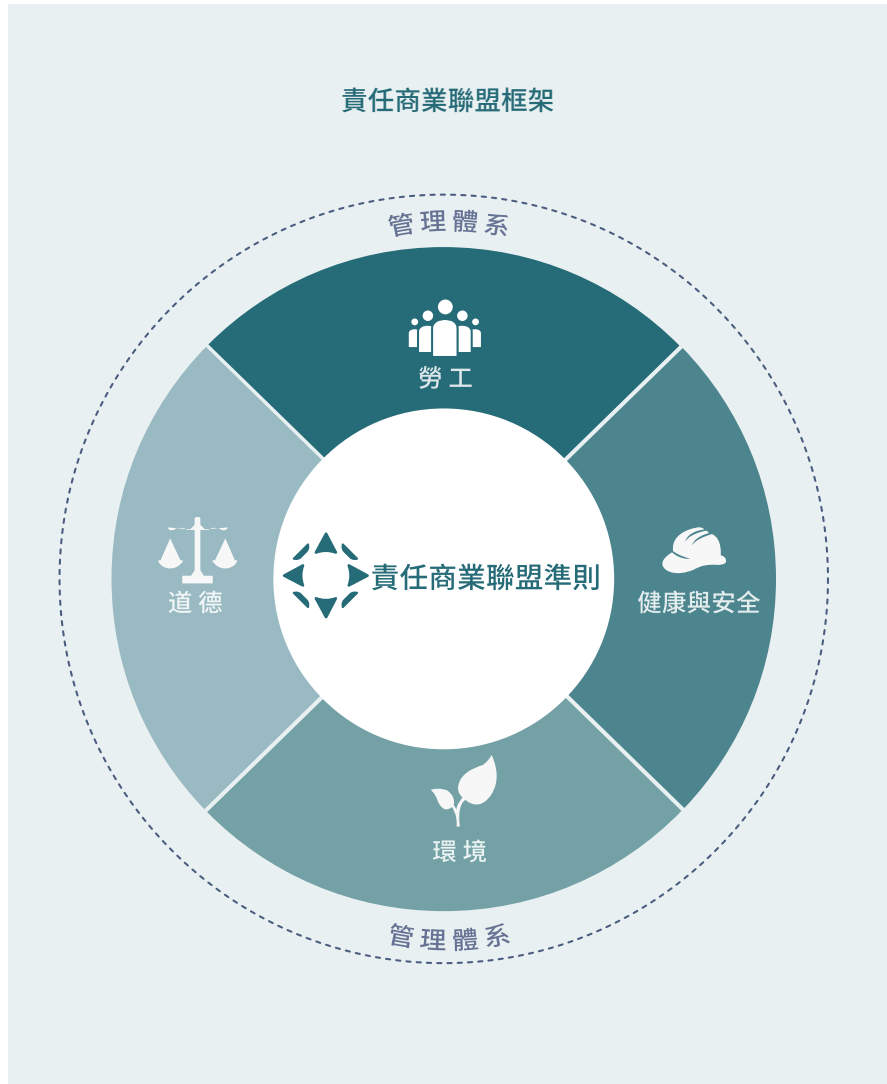 責任商業聯盟框架
管理體系
勞工
道德
責任商業聯盟準則
健康與安全
環境
管理體系